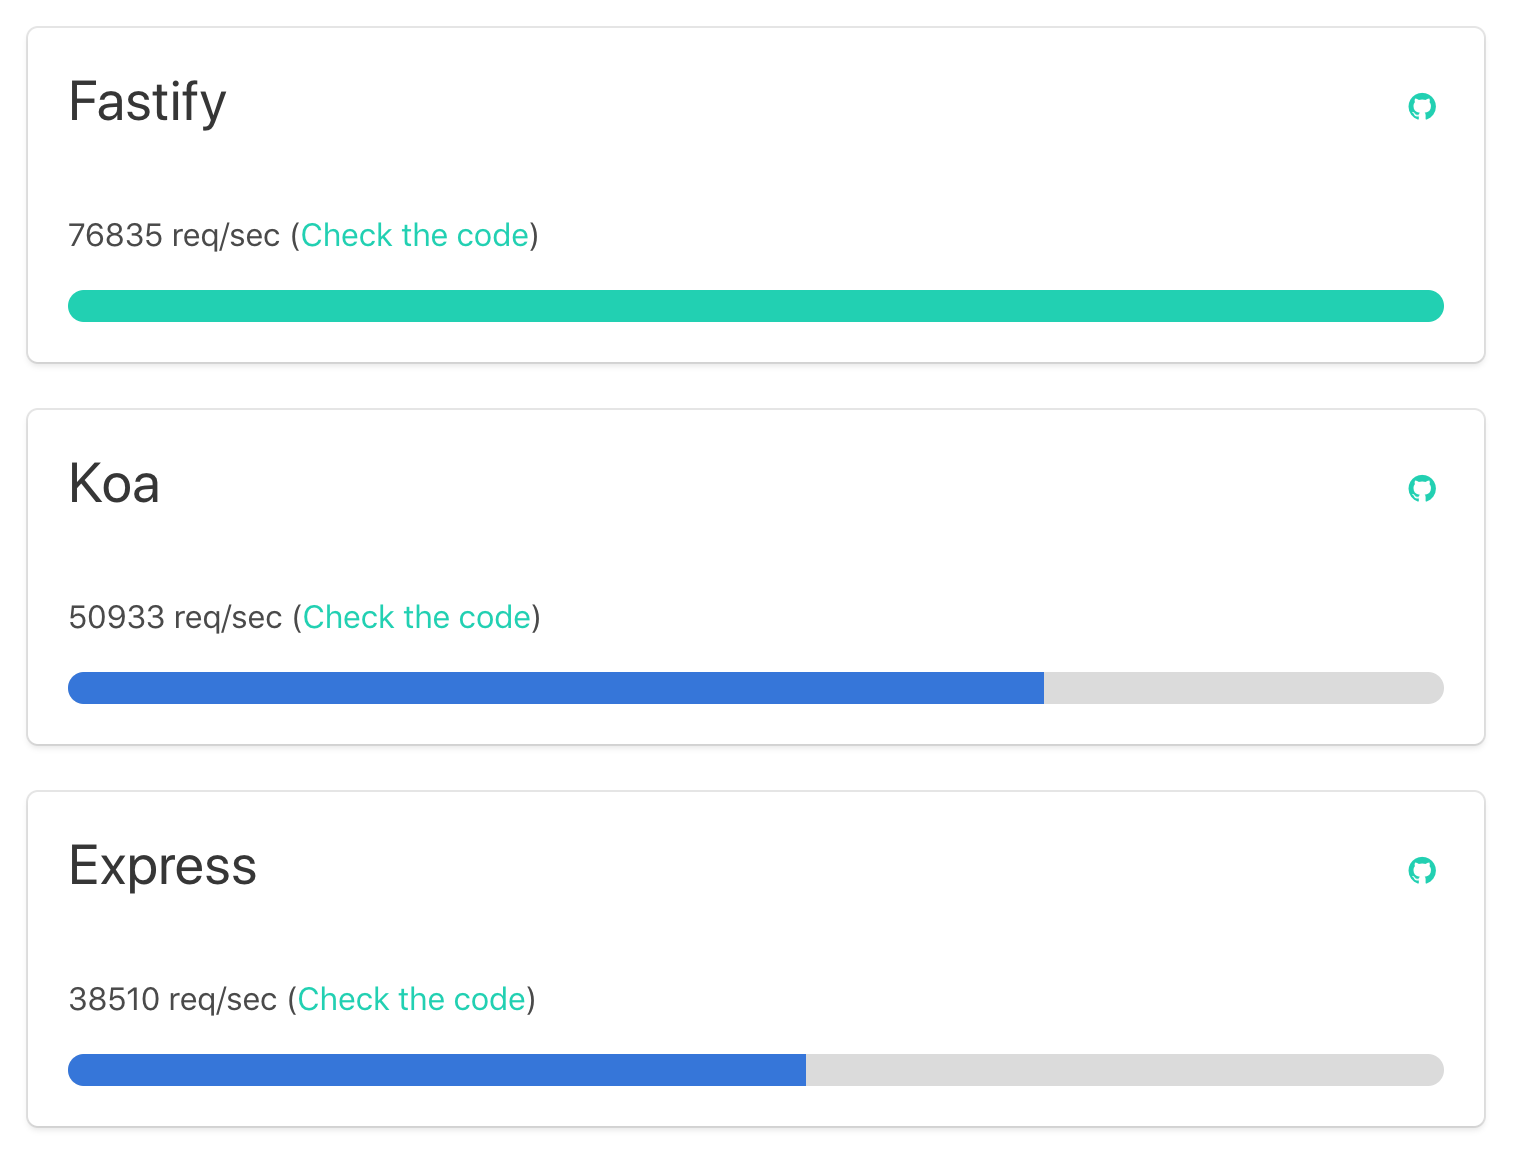 Fastify
76835 req/sec (Check the code)
Koa
50933 req/sec (Check the code)
Express
38510 req/sec (Check the code)